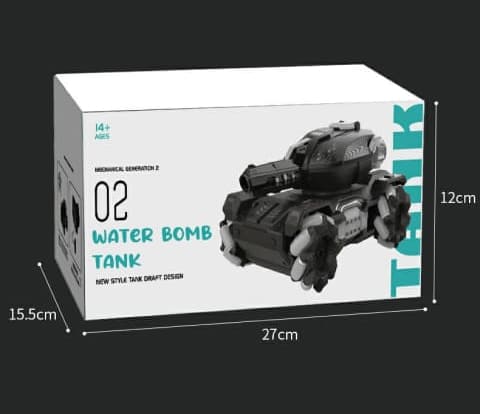 14+
AGES
MECHANICAL GENERATION 2
02
WATER BOMB
TANK
NEW STYLE TANK DRAFT DESIGN
TANK
12cm
15.5cm
27cm